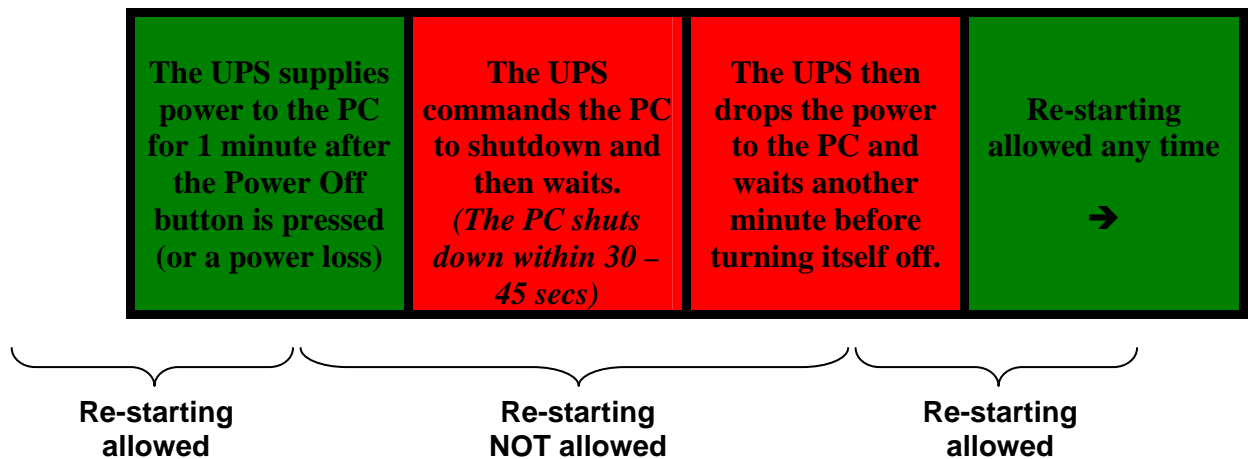 The UPS supplies
power to the PC
for 1 minute after
the Power Off
button is pressed
(or a power loss)
The UPS
commands the PC
to shutdown and
then waits.
(The PC shuts
down within 30 –
45 secs)
The UPS then
drops the power
to the PC and
waits another
minute before
turning itself off.
Re-starting
allowed any time
➔
Re-starting
allowed
Re-starting
NOT allowed
Re-starting
allowed